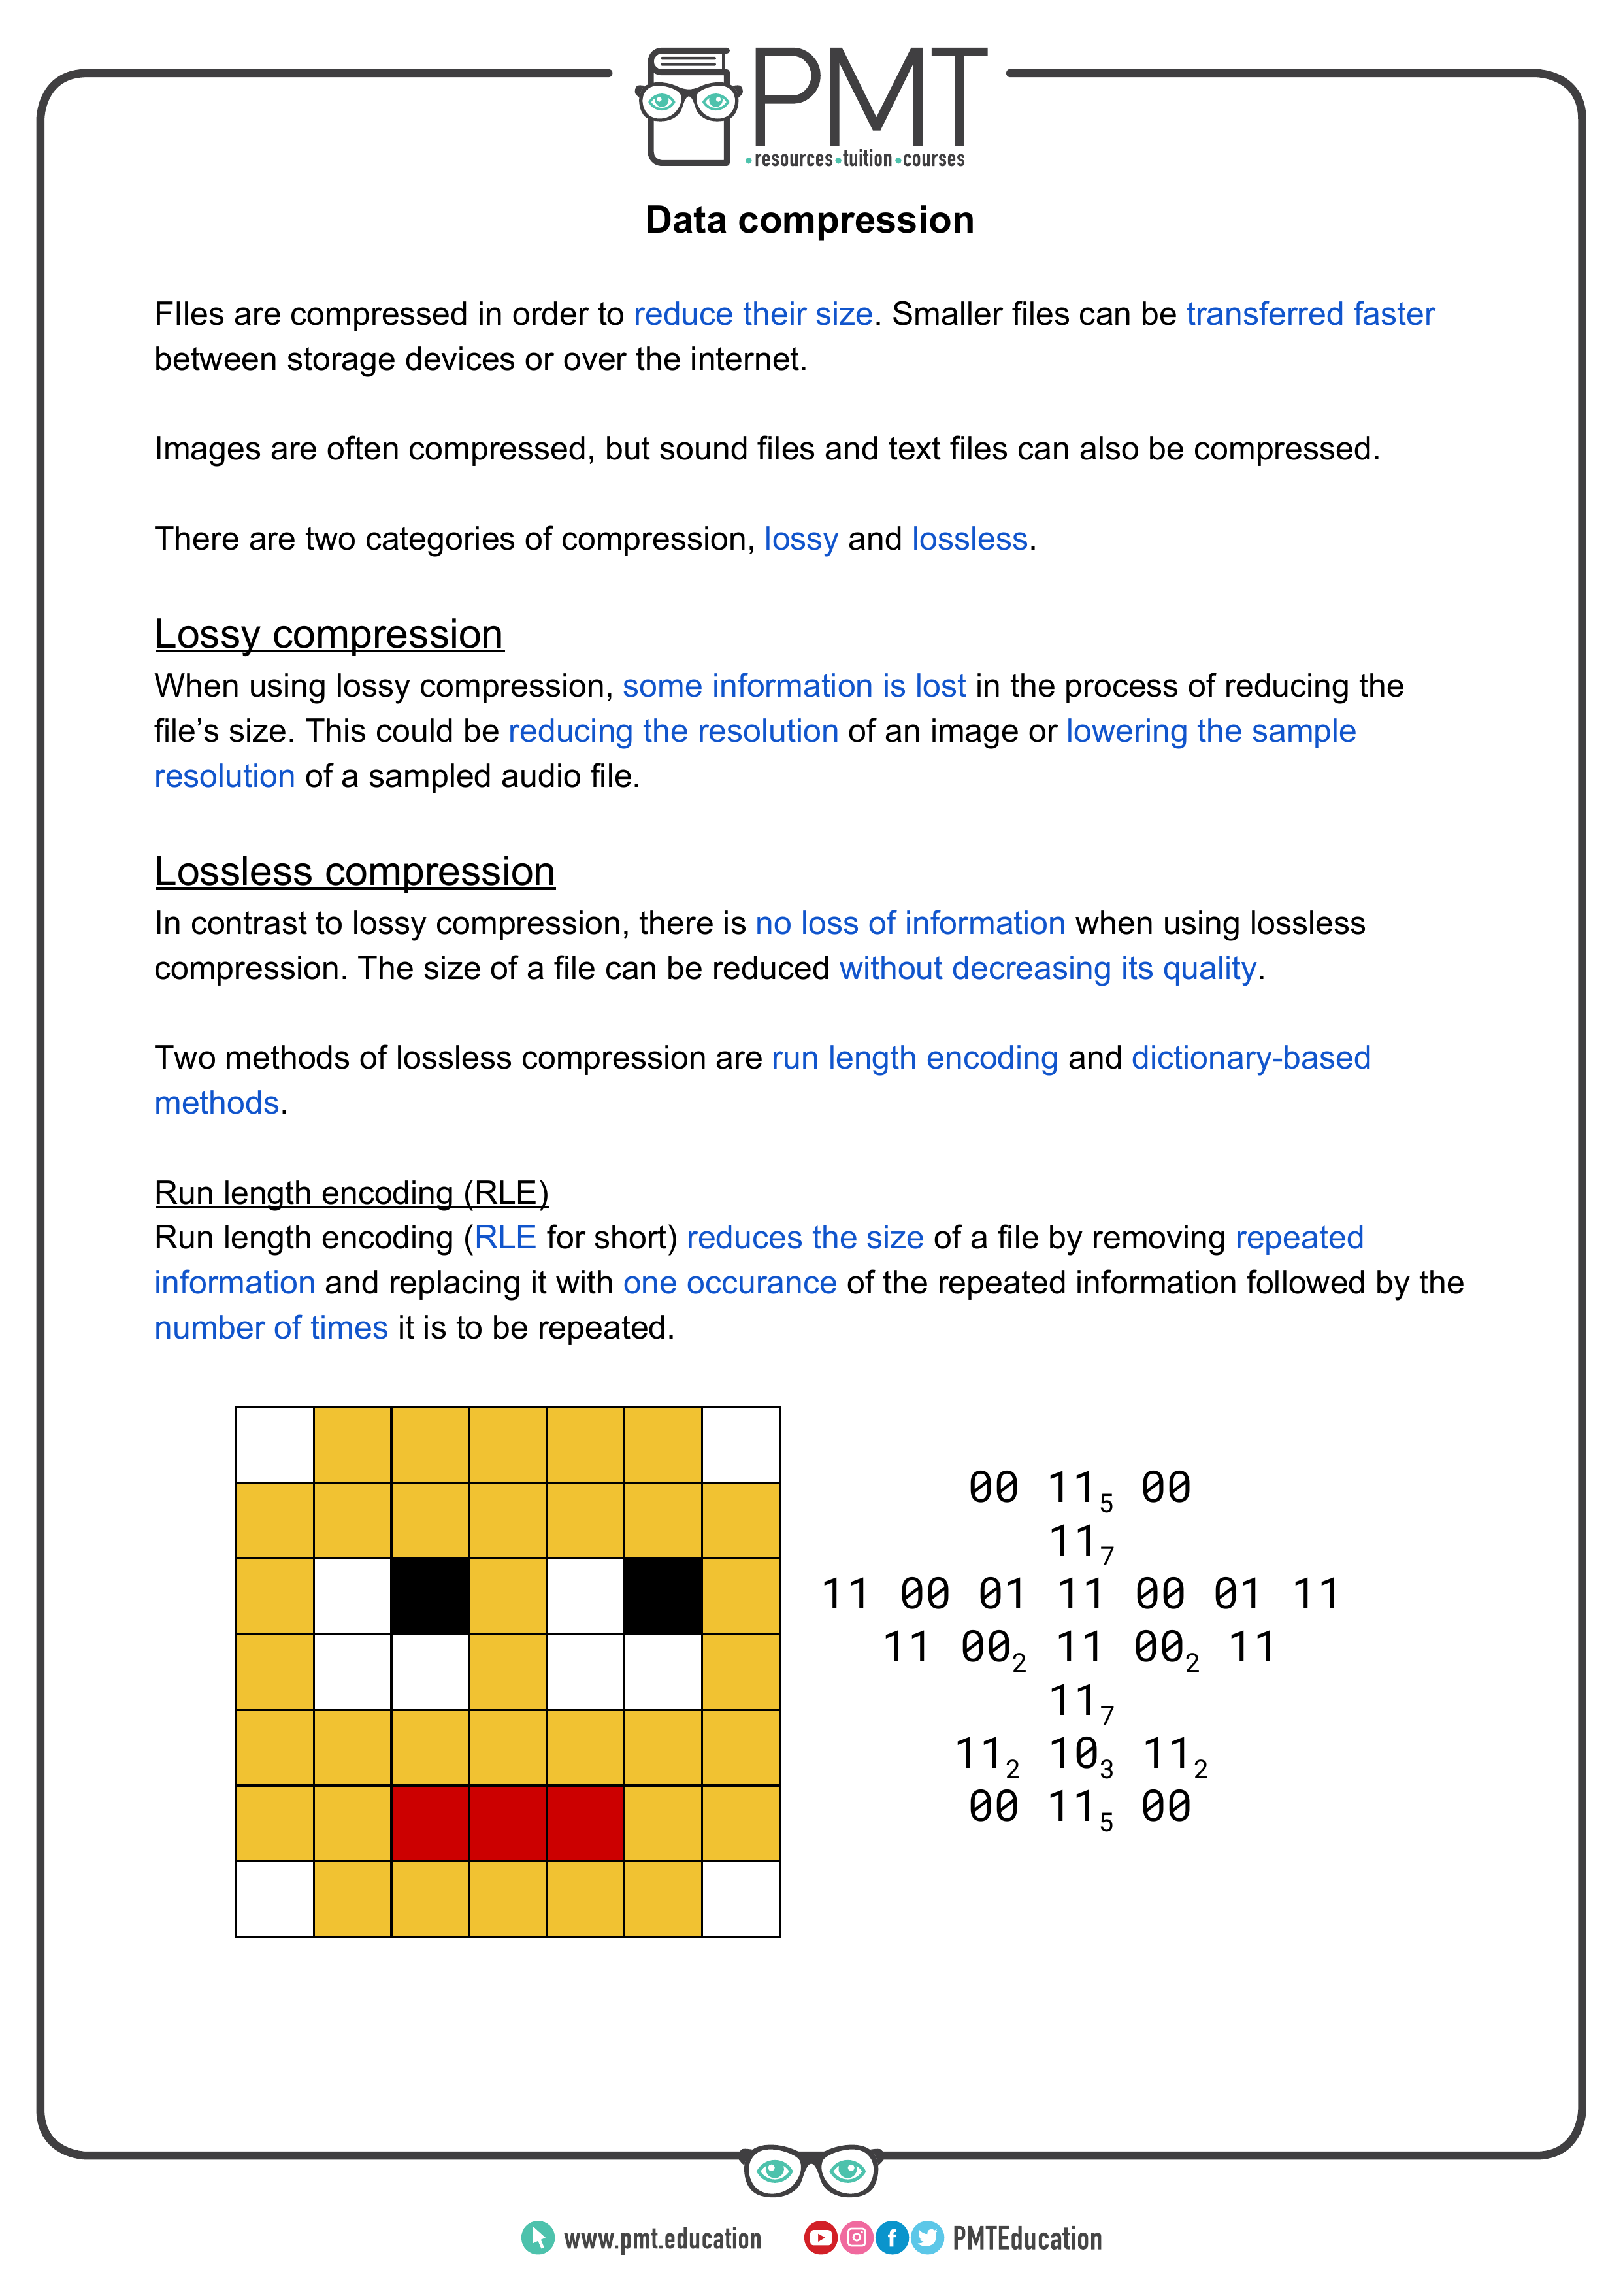 PMT
•resources•tuition•courses
Data compression
FIles are compressed in order to reduce their size. Smaller files can be transferred faster
between storage devices or over the internet.
Images are often compressed, but sound files and text files can also be compressed.
There are two categories of compression, lossy and lossless.
Lossy compression
When using lossy compression, some information is lost in the process of reducing the
file’s size. This could be reducing the resolution of an image or lowering the sample
resolution of a sampled audio file.
Lossless compression
In contrast to lossy compression, there is no loss of information when using lossless
compression. The size of a file can be reduced without decreasing its quality.
Two methods of lossless compression are run length encoding and dictionary-based
methods.
Run length encoding (RLE)
Run length encoding (RLE for short) reduces the size of a file by removing repeated
information and replacing it with one occurance of the repeated information followed by the
number of times it is to be repeated.
00 11₅ 00
11₇
11 00 01 11 00 01 11
11 00₂ 11 00₂ 11
11₇
11₂ 10₃ 11₂
00 11₅ 00
www.pmt.education PMTEducation